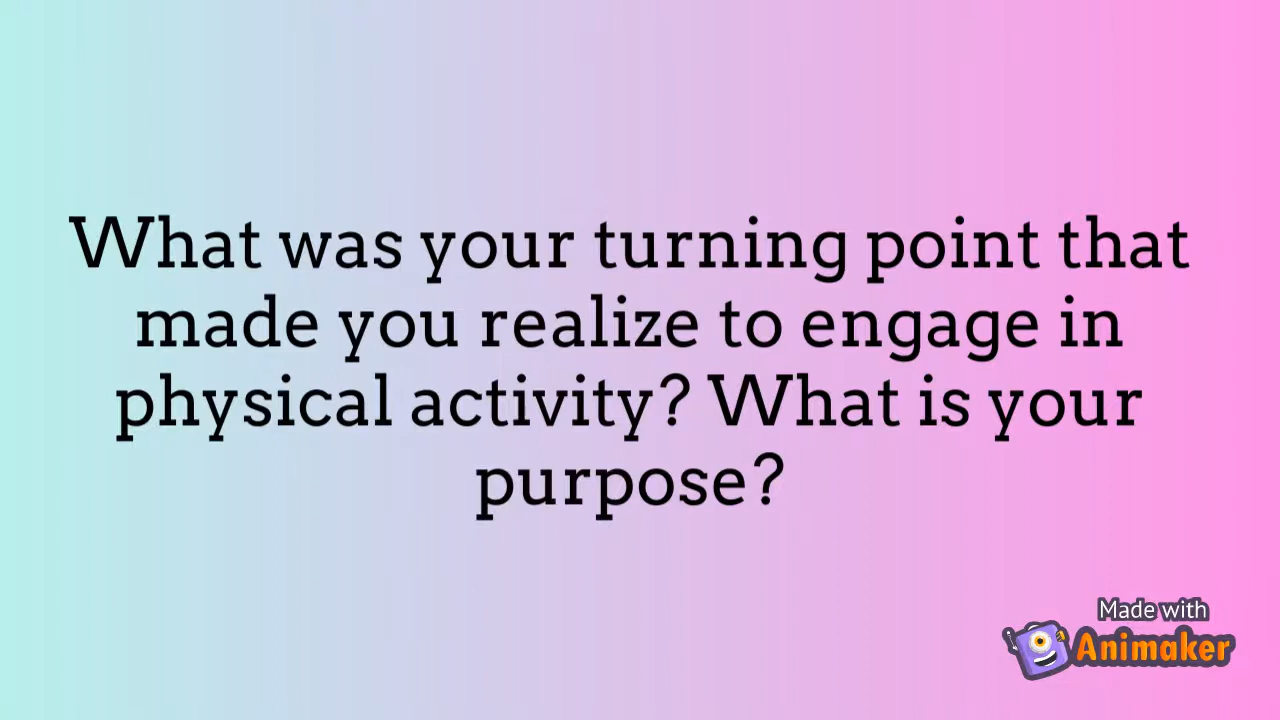 What was your turning point that
made you realize to engage in
physical activity? What is your
purpose?
Made with
Animaker